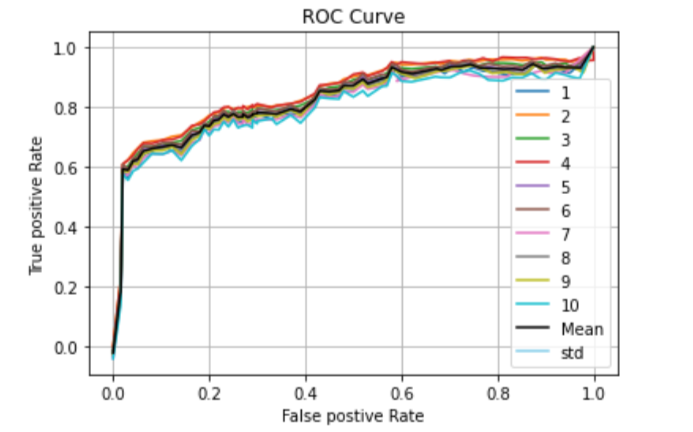 ROC Curve
1.0
0.8
0.6
0.4
0.2
0.0
True positive Rate
1
2
3
4
5
6
7
8
9
10
Mean
std
0.0 0.2 0.4 0.6 0.8 1.0
False postive Rate